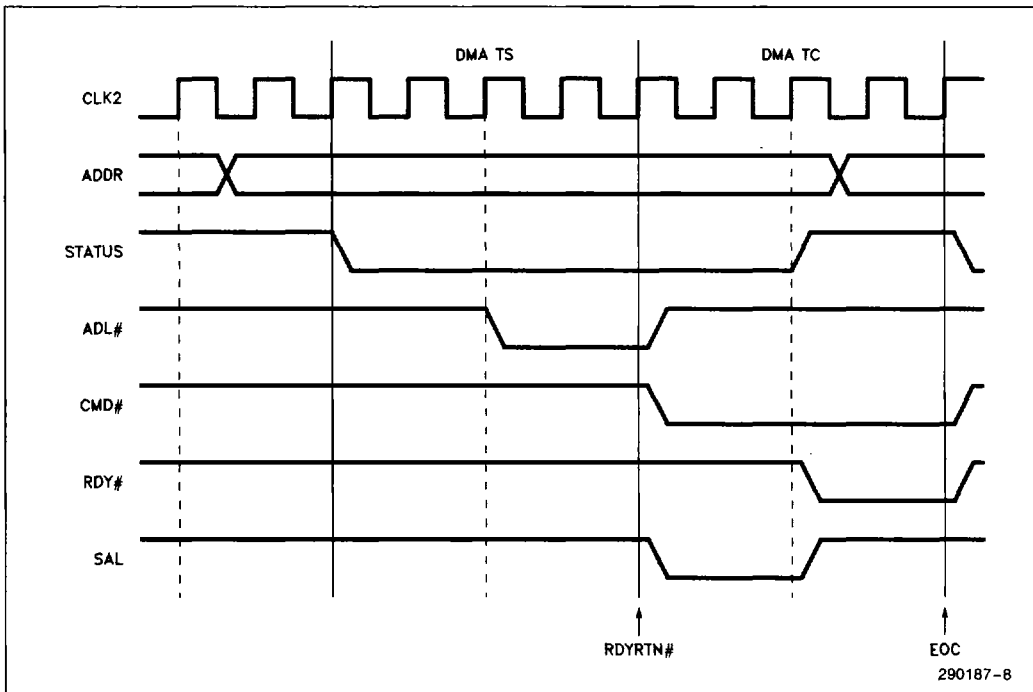 DMA TS
DMA TC
CLK2
ADDR
STATUS
ADL#
CMD#
RDY#
SAL
RDYRTN#
EOC
290187-8